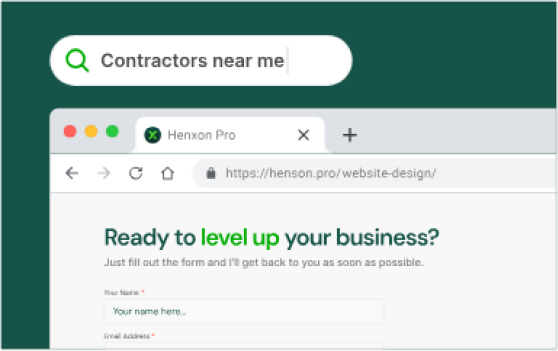 Contractors near me
Henxon Pro
https://henson.pro/website-design/
Ready to level up your business?
Just fill out the form and I'll get back to you as soon as possible.
Your Name *
Your name here...
Email Address *